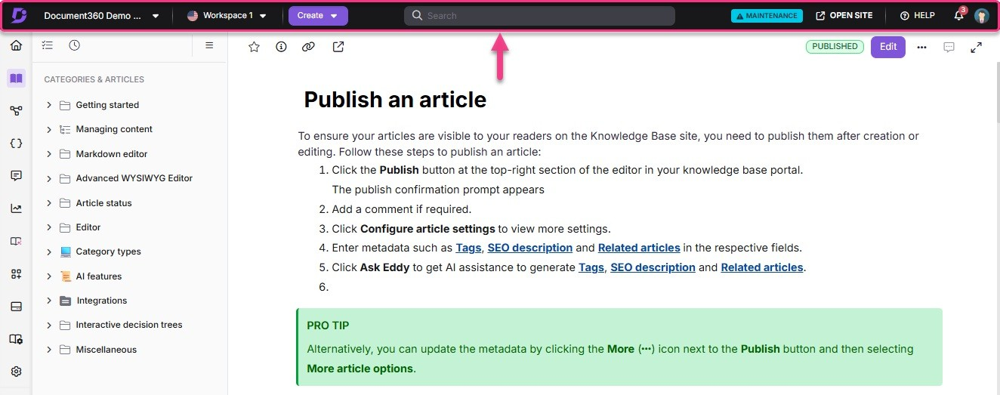 Document360 Demo ...
Workspace 1
Create
Search
MAINTENANCE
OPEN SITE
HELP
3
PUBLISHED
Edit
CATEGORIES & ARTICLES
Getting started
Managing content
Markdown editor
Advanced WYSIWYG Editor
Article status
Editor
Category types
AI features
Integrations
Interactive decision trees
Miscellaneous
Publish an article
To ensure your articles are visible to your readers on the Knowledge Base site, you need to publish them after creation or
editing. Follow these steps to publish an article:
1. Click the Publish button at the top-right section of the editor in your knowledge base portal.
The publish confirmation prompt appears
2. Add a comment if required.
3. Click Configure article settings to view more settings.
4. Enter metadata such as Tags, SEO description and Related articles in the respective fields.
5. Click Ask Eddy to get AI assistance to generate Tags, SEO description and Related articles.
6.
PRO TIP
Alternatively, you can update the metadata by clicking the More (•••) icon next to the Publish button and then selecting
More article options.